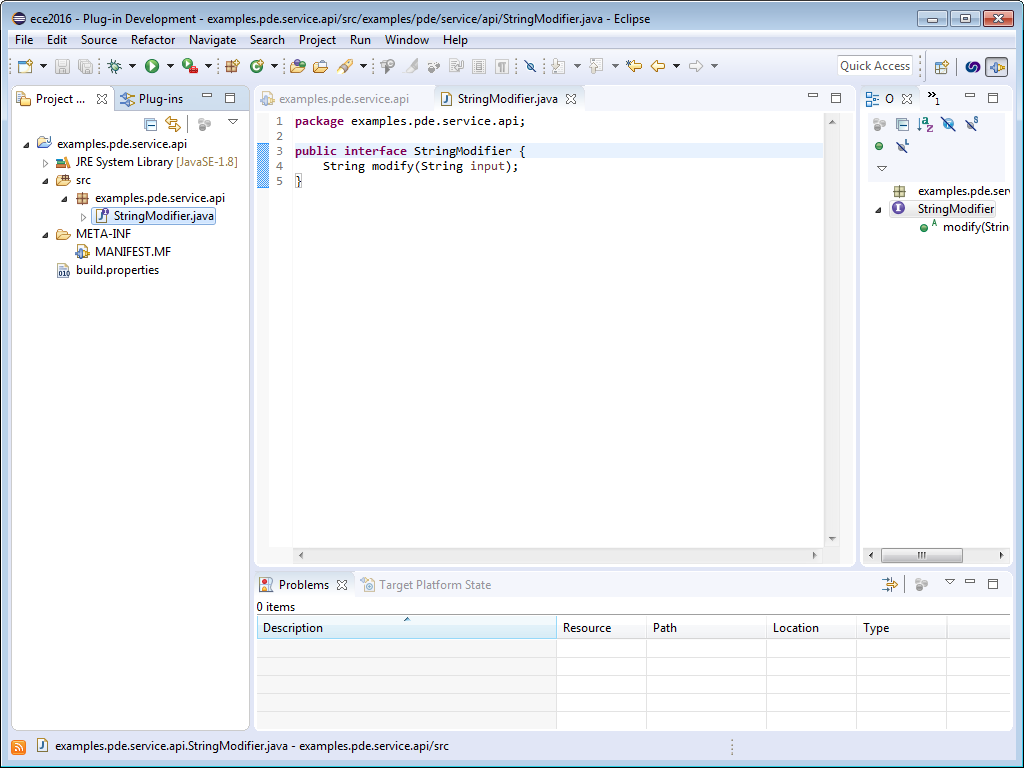 ece2016 - Plug-in Development - examples.pde.service.api/src/examples/pde/service/api/StringModifier.java - Eclipse
File Edit Source Refactor Navigate Search Project Run Window Help
Quick Access
Project ... Plug-ins
examples.pde.service.api
JRE System Library [JavaSE-1.8]
src
examples.pde.service.api
StringModifier.java
META-INF
MANIFEST.MF
build.properties
examples.pde.service.api StringModifier.java
1 package examples.pde.service.api;
2
3 public interface StringModifier {
4 String modify(String input);
5 }
O »1
examples.pde.ser
StringModifier
modify(Strin
Problems Target Platform State
0 items
Description Resource Path Location Type
examples.pde.service.api.StringModifier.java - examples.pde.service.api/src